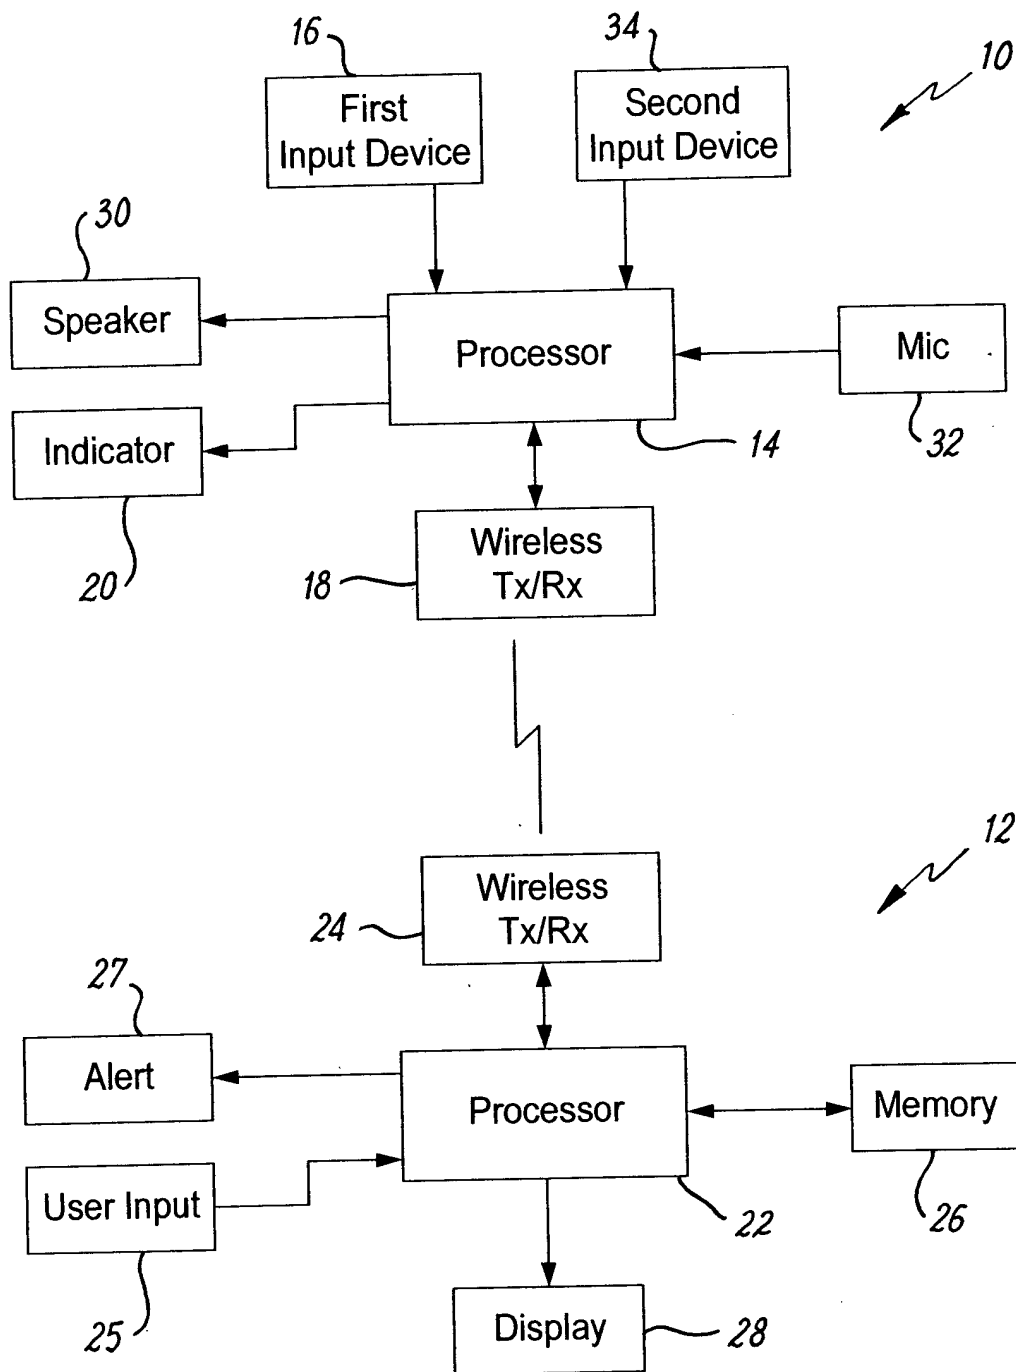 16
34
10
First
Input Device
Second
Input Device
30
Speaker
Processor
Mic
Indicator
14
32
20
18
Wireless
Tx/Rx
12
24
Wireless
Tx/Rx
27
Alert
Processor
Memory
User Input
22
26
25
Display
28